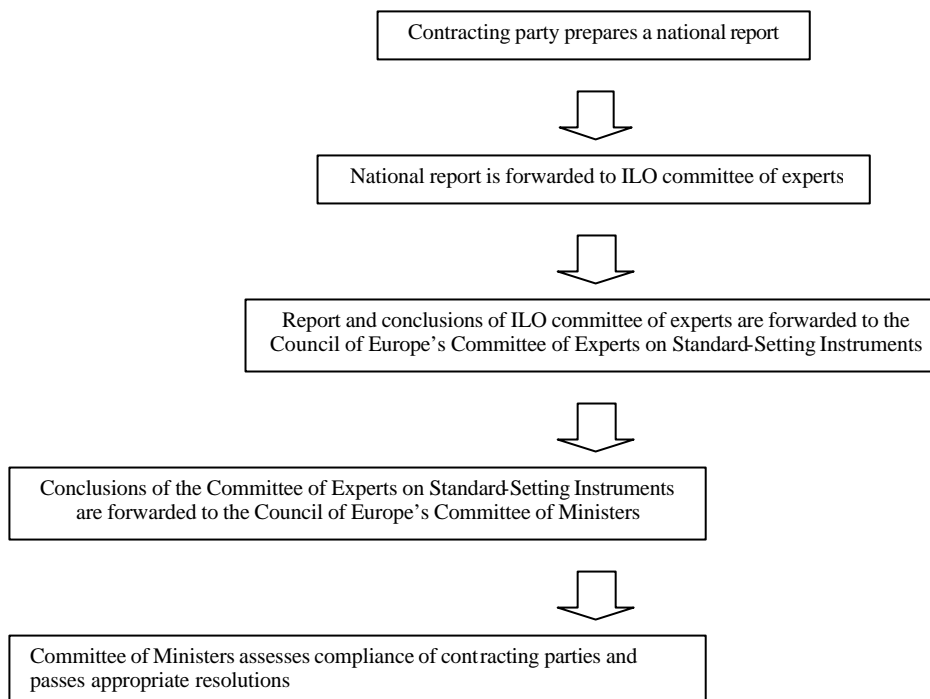 Contracting party prepares a national report
National report is forwarded to ILO committee of experts
Report and conclusions of ILO committee of experts are forwarded to the
Council of Europe’s Committee of Experts on Standard-Setting Instruments
Conclusions of the Committee of Experts on Standard-Setting Instruments
are forwarded to the Council of Europe’s Committee of Ministers
Committee of Ministers assesses compliance of contracting parties and
passes appropriate resolutions